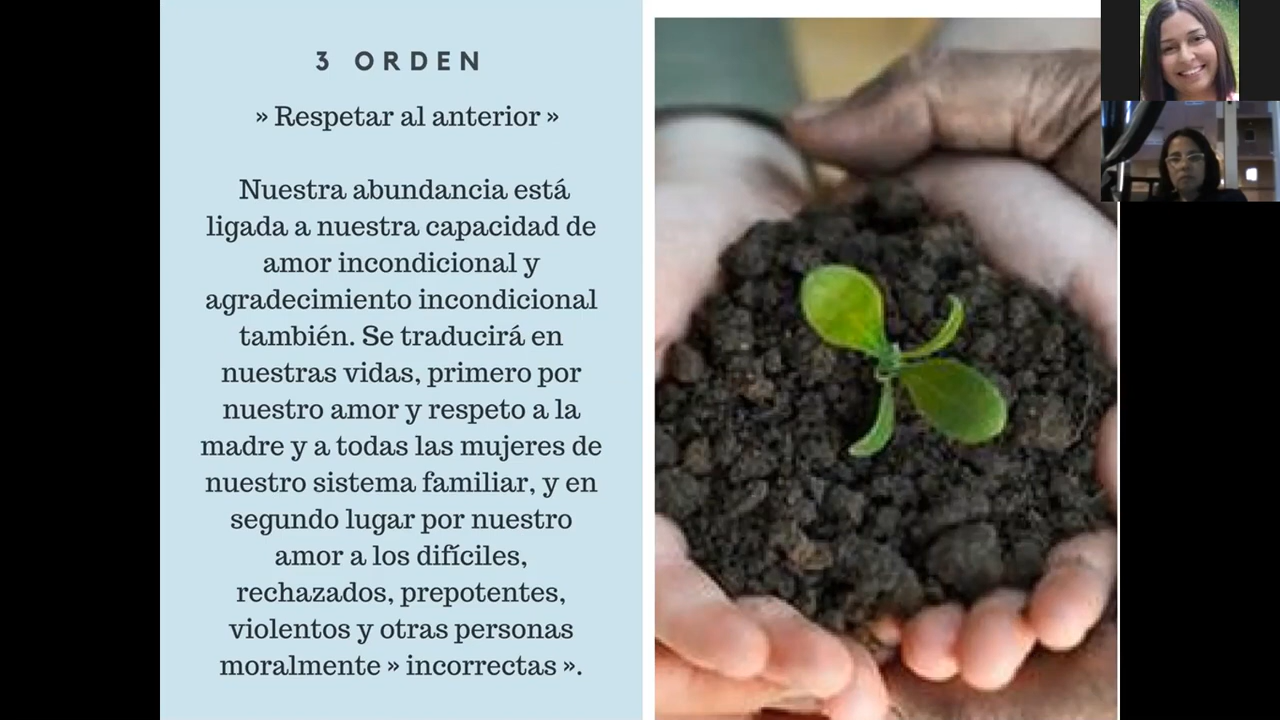 3 ORDEN
» Respetar al anterior »
Nuestra abundancia está
ligada a nuestra capacidad de
amor incondicional y
agradecimiento incondicional
también. Se traducirá en
nuestras vidas, primero por
nuestro amor y respeto a la
madre y a todas las mujeres de
nuestro sistema familiar, y en
segundo lugar por nuestro
amor a los difíciles,
rechazados, prepotentes,
violentos y otras personas
moralmente » incorrectas ».